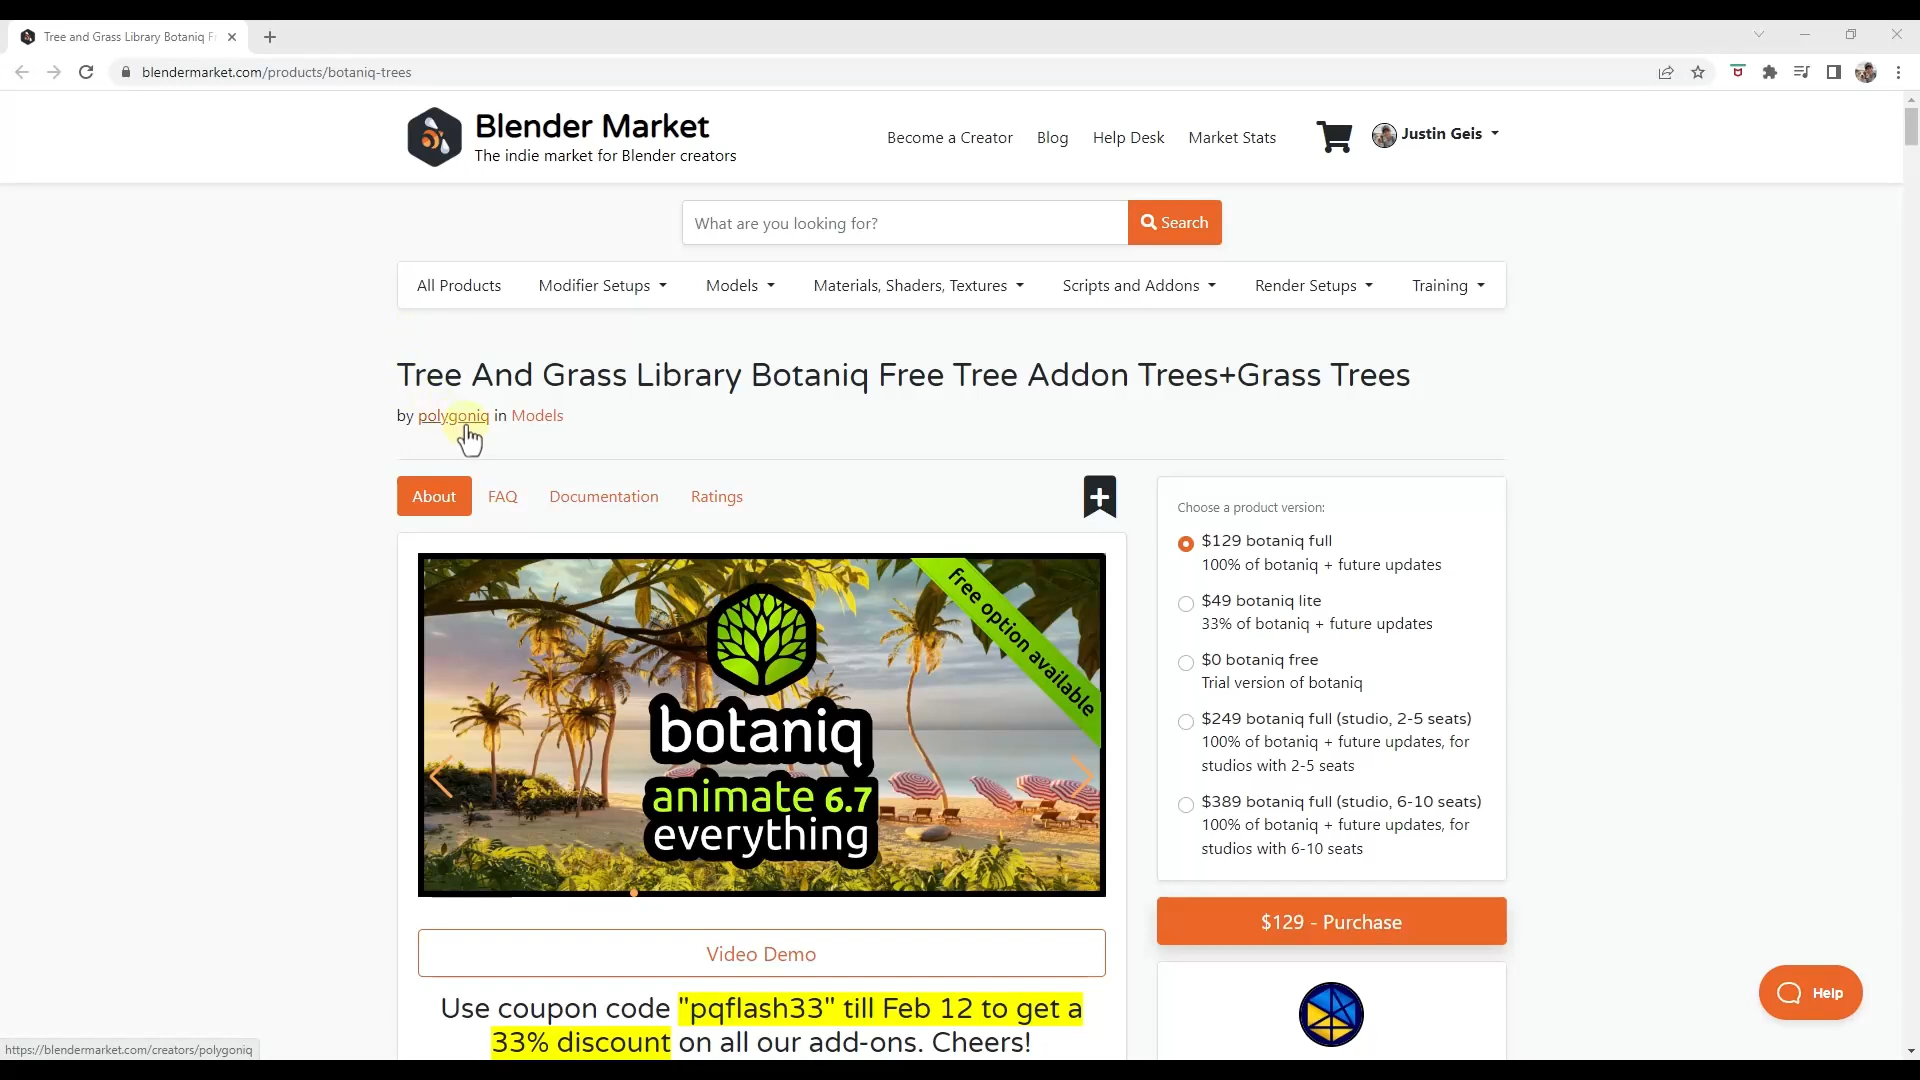 Tree and Grass Library Botaniq Fr
blendermarket.com/products/botaniq-trees
Blender Market
The indie market for Blender creators
Become a Creator
Blog
Help Desk
Market Stats
Justin Geis
What are you looking for?
Search
All Products
Modifier Setups
Models
Materials, Shaders, Textures
Scripts and Addons
Render Setups
Training
Tree And Grass Library Botaniq Free Tree Addon Trees+Grass Trees
by polygoniq in Models
About
FAQ
Documentation
Ratings
free option available
botaniq
animate 6.7
everything
Video Demo
Use coupon code "pqflash33" till Feb 12 to get a
33% discount on all our add-ons. Cheers!
Choose a product version:
$129 botaniq full
100% of botaniq + future updates
$49 botaniq lite
33% of botaniq + future updates
$0 botaniq free
Trial version of botaniq
$249 botaniq full (studio, 2-5 seats)
100% of botaniq + future updates, for
studios with 2-5 seats
$389 botaniq full (studio, 6-10 seats)
100% of botaniq + future updates, for
studios with 6-10 seats
$129 - Purchase
Help
https://blendermarket.com/creators/polygoniq